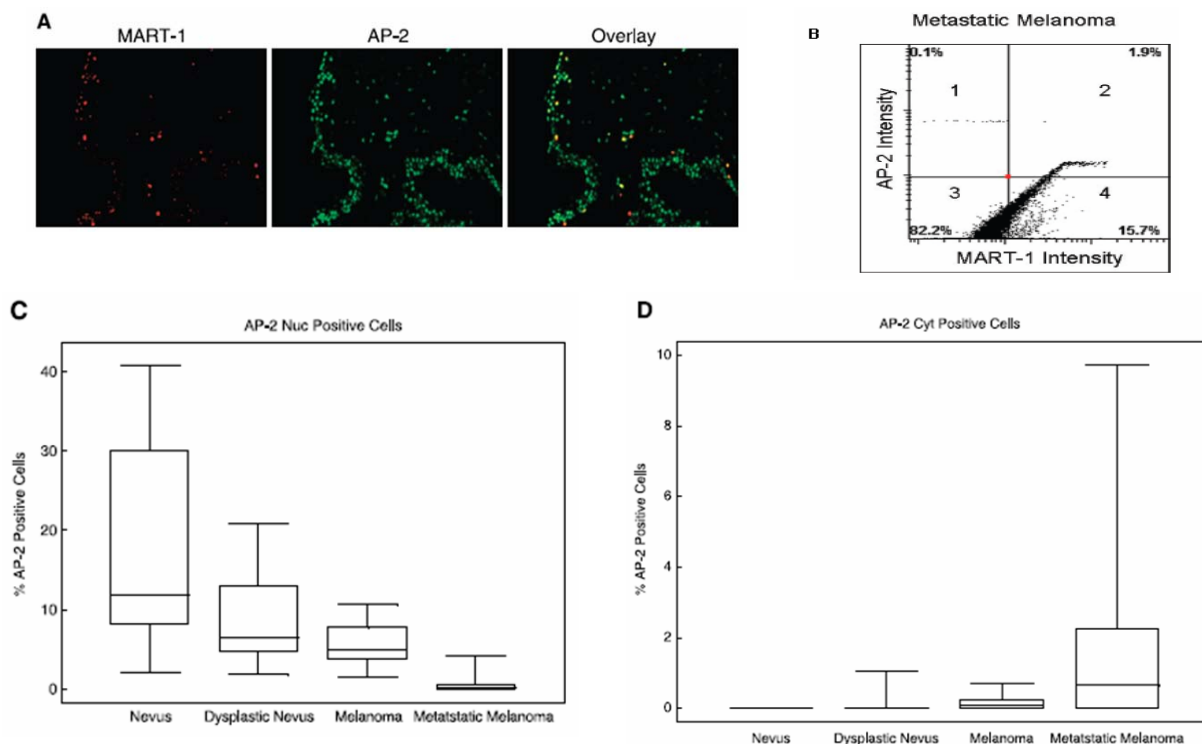 A
MART-1 AP-2 Overlay
B
Metastatic Melanoma
0.1% 1.9%
1 2
AP-2 Intensity
3 4
82.2% 15.7%
MART-1 Intensity
C
AP-2 Nuc Positive Cells
% AP-2 Positive Cells
40
30
20
10
0
Nevus Dysplastic Nevus Melanoma Metatstatic Melanoma
D
AP-2 Cyt Positive Cells
% AP-2 Positive Cells
10
8
6
4
2
0
Nevus Dysplastic Nevus Melanoma Metatstatic Melanoma